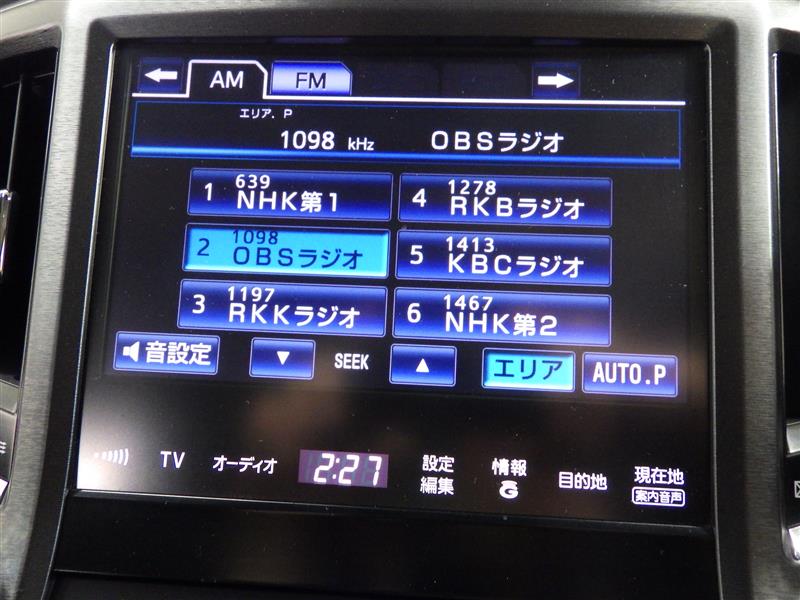 AM FM
エリア. P
1098 kHz OBSラジオ
1 639 NHK第1
4 1278 RKBラジオ
2 1098 OBSラジオ
5 1413 KBCラジオ
3 1197 RKKラジオ
6 1467 NHK第2
音設定 ▼ SEEK ▲ エリア AUTO.P
TV オーディオ 2:27 設定編集 情報G 目的地 現在地
案内音声